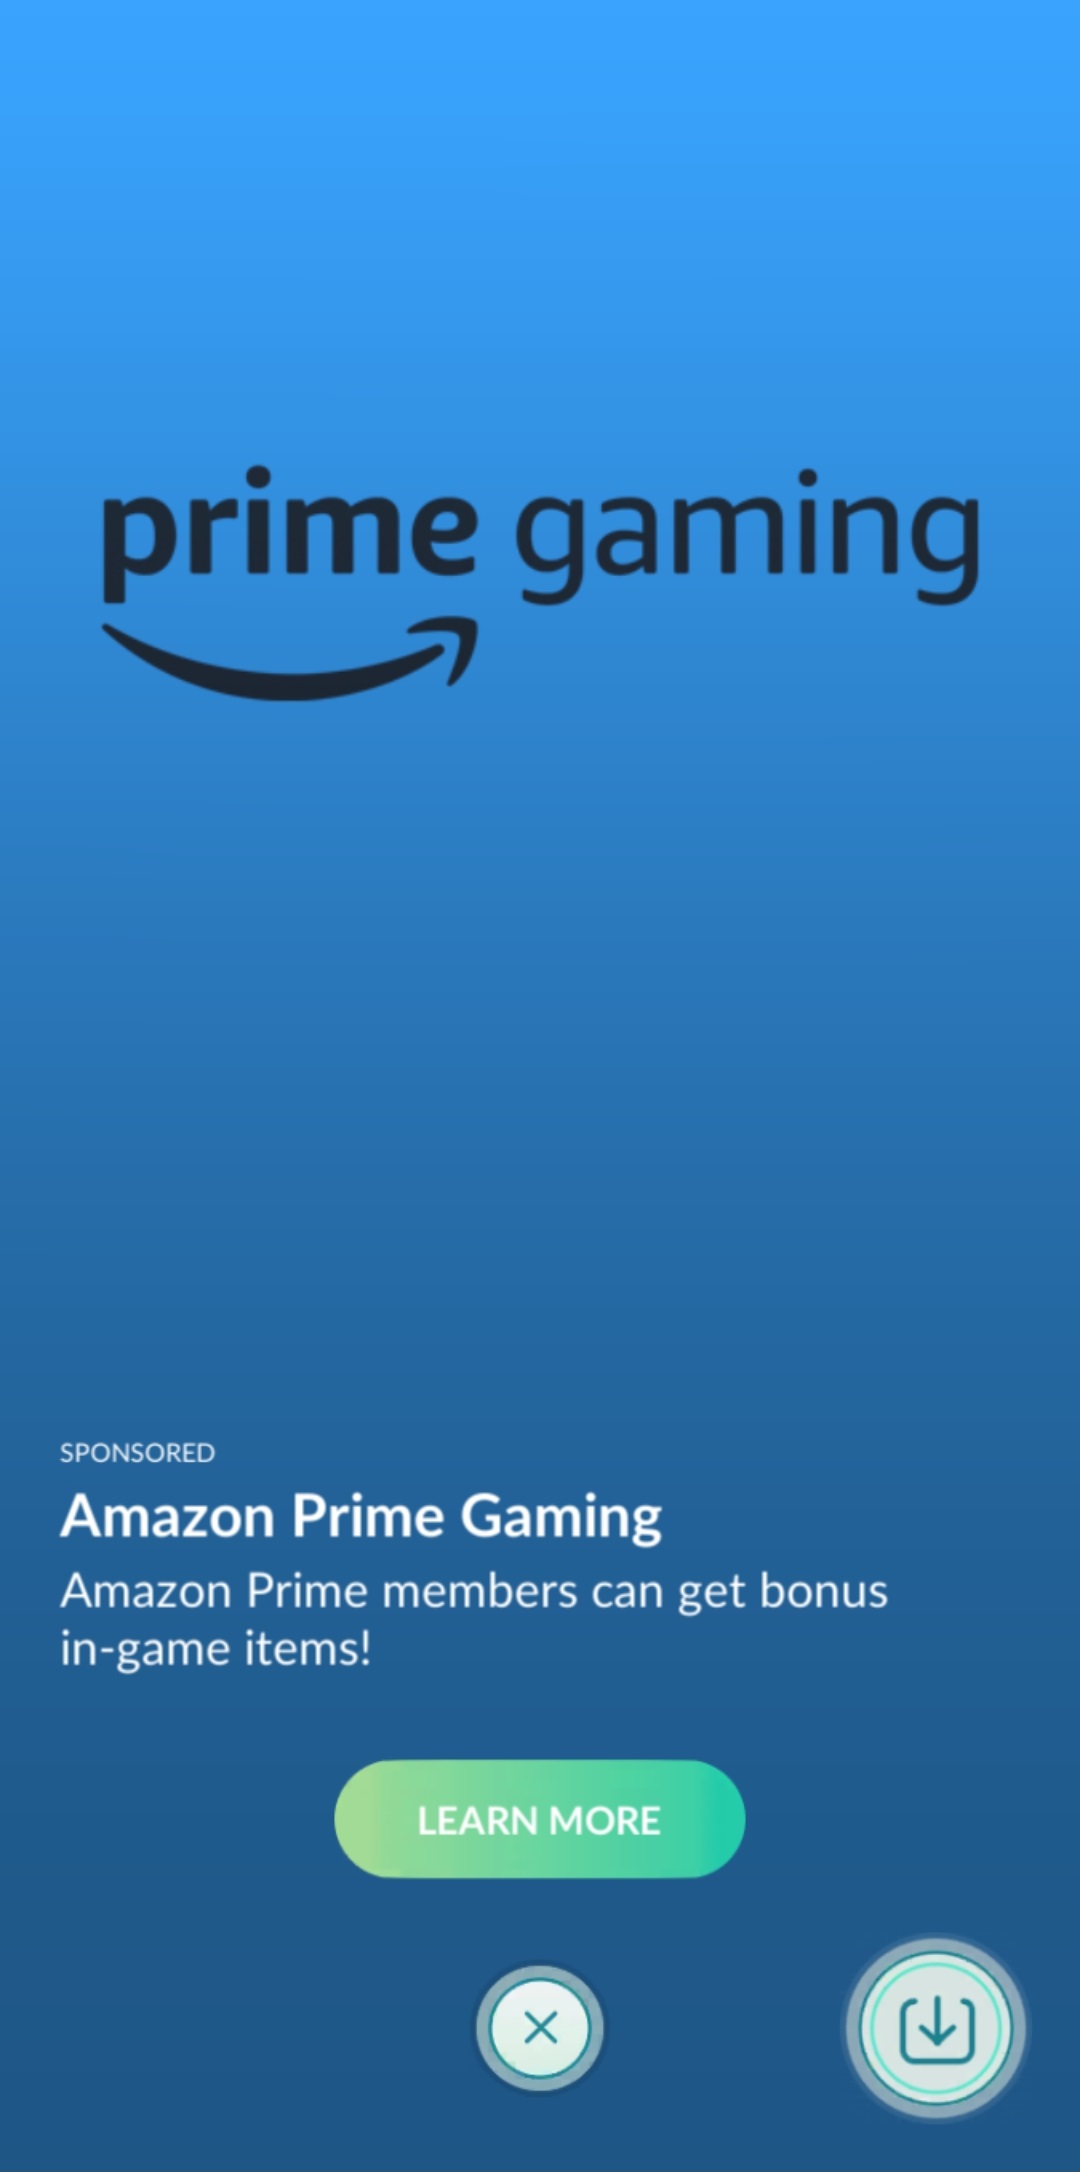 prime gaming
SPONSORED
Amazon Prime Gaming
Amazon Prime members can get bonus
in-game items!
LEARN MORE